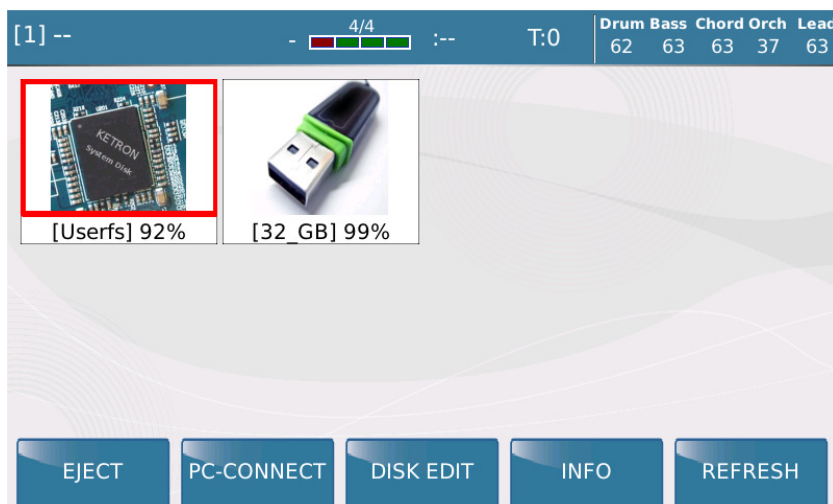 [1] --
- 4/4 :--
T:0
Drum Bass Chord Orch Lead
62 63 63 37 63
KETRON
System Disk
[Userfs] 92%
[32_GB] 99%
EJECT
PC-CONNECT
DISK EDIT
INFO
REFRESH